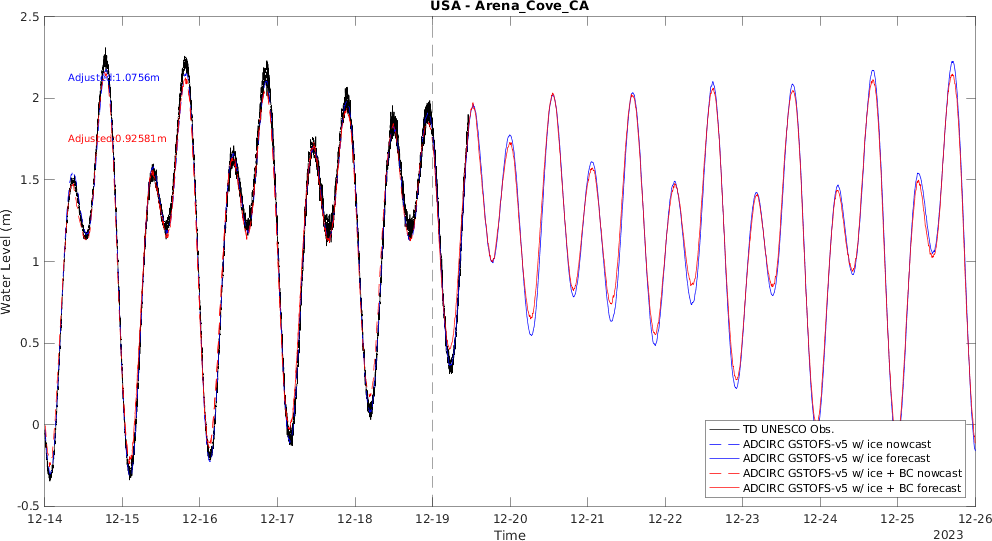 USA - Arena_Cove_CA
2.5
2
1.5
1
0.5
0
-0.5
Water Level (m)
Adjusted:1.0756m
Adjusted:0.92581m
TD UNESCO Obs.
ADCIRC GSTOFS-v5 w/ ice nowcast
ADCIRC GSTOFS-v5 w/ ice forecast
ADCIRC GSTOFS-v5 w/ ice + BC nowcast
ADCIRC GSTOFS-v5 w/ ice + BC forecast
12-14 12-15 12-16 12-17 12-18 12-19 12-20 12-21 12-22 12-23 12-24 12-25 12-26
Time
2023